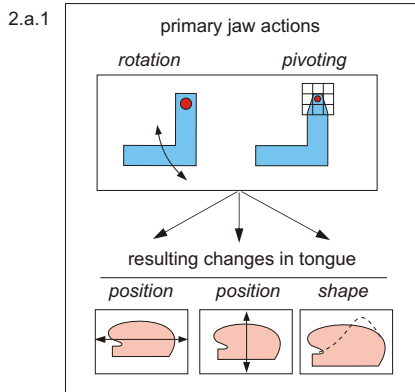 2.a.1
primary jaw actions
rotation pivoting
resulting changes in tongue
position position shape